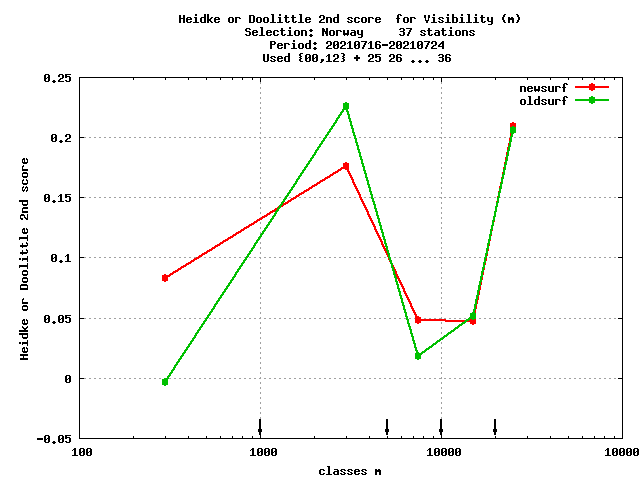 Heidke or Doolittle 2nd score  for Visibility (m)
Selection: Norway     37 stations
Period: 20210716-20210724
Used {00,12} + 25 26 ... 36
newsurf
oldsurf
Heidke or Doolittle 2nd score
0.25
0.2
0.15
0.1
0.05
0
-0.05
100
1000
10000
10000
classes m